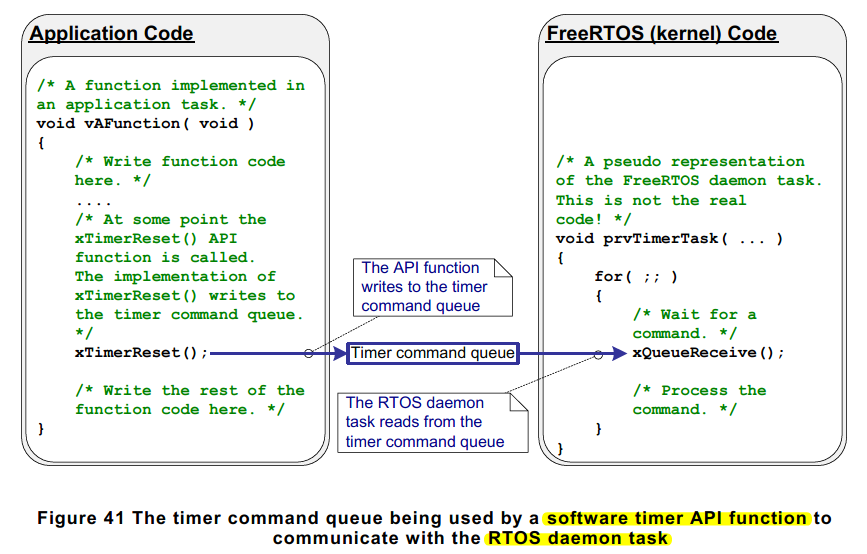 Application Code
/* A function implemented in
an application task. */
void vAFunction( void )
{
/* Write function code
here. */
....
/* At some point the
xTimerReset() API
function is called.
The implementation of
xTimerReset() writes to
the timer command queue.
*/
xTimerReset();
/* Write the rest of the
function code here. */
}
The API function
writes to the timer
command queue
Timer command queue
The RTOS daemon
task reads from the
timer command queue
FreeRTOS (kernel) Code
/* A pseudo representation
of the FreeRTOS daemon task.
This is not the real
code! */
void prvTimerTask( ... )
{
for( ;; )
{
/* Wait for a
command. */
xQueueReceive();
/* Process the
command. */
}
}
Figure 41 The timer command queue being used by a software timer API function to
communicate with the RTOS daemon task